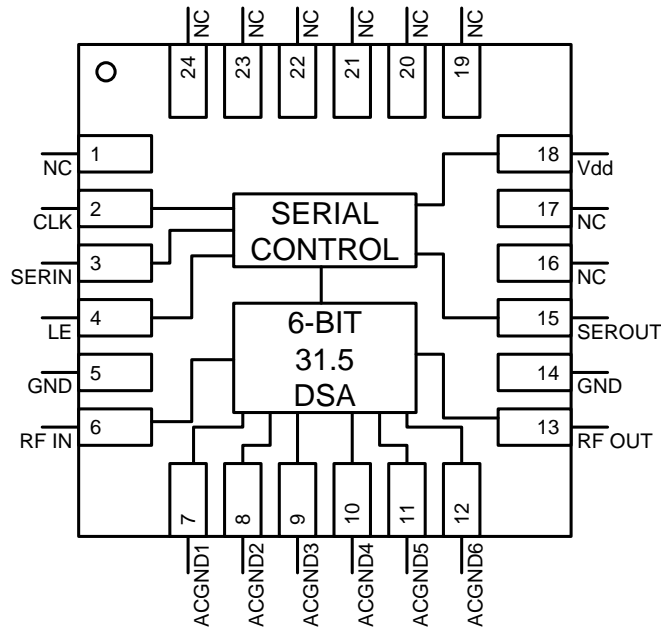 NC
NC
NC
NC
NC
NC
24
23
22
21
20
19
1
NC
18
Vdd
2
CLK
17
NC
SERIAL
CONTROL
3
SERIN
16
NC
4
LE
15
SEROUT
6-BIT
31.5
DSA
5
GND
14
GND
6
RF IN
13
RF OUT
7
8
9
10
11
12
ACGND1
ACGND2
ACGND3
ACGND4
ACGND5
ACGND6